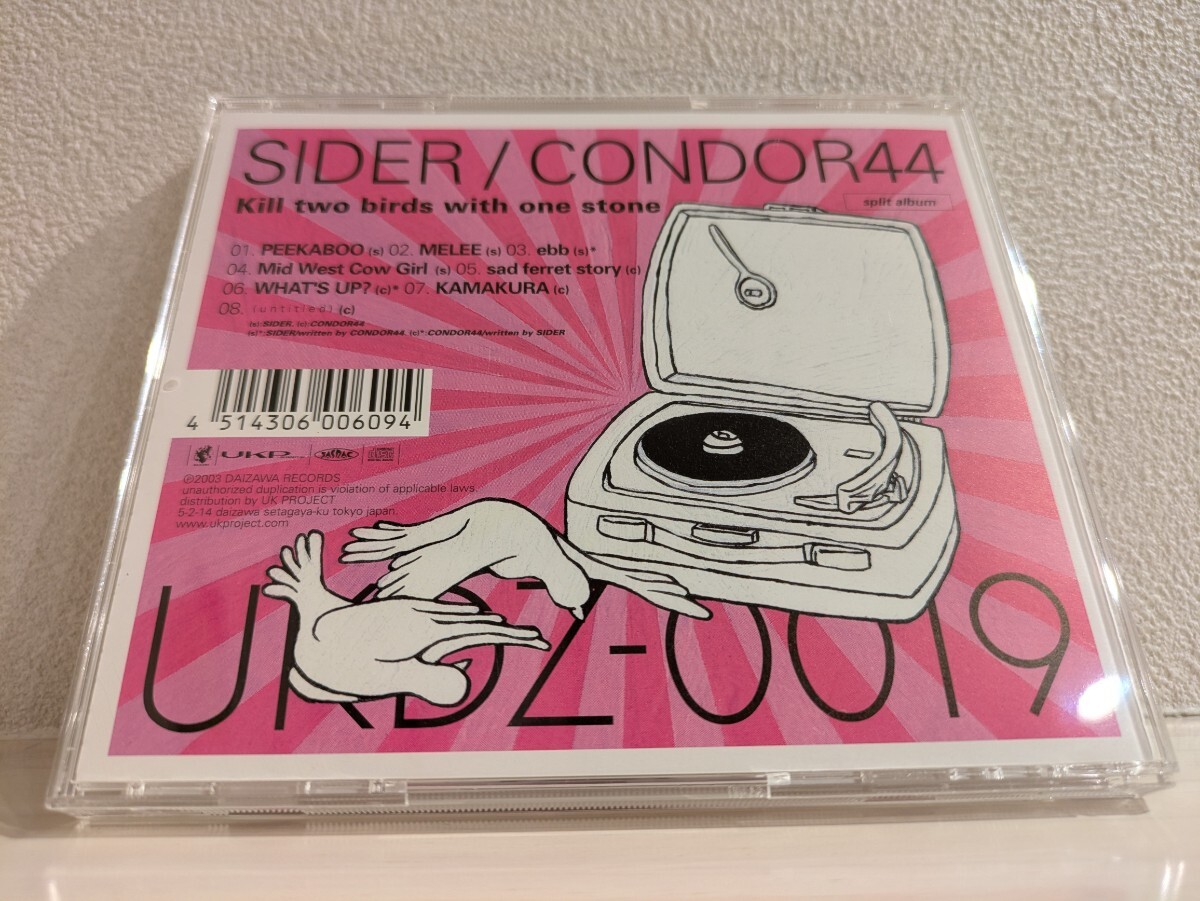 SIDER / CONDOR44
Kill two birds with one stone
split album
01. PEEKABOO (s) 02. MELEE (s) 03. ebb (s)*
04. Mid West Cow Girl (s) 05. sad ferret story (c)
06. WHAT'S UP? (c)* 07. KAMAKURA (c)
08. (untitled) (c)
(s):SIDER, (c):CONDOR44
(s)*:SIDER/written by CONDOR44. (c)*:CONDOR44/written by SIDER
4 514306 006094
UKP JASRAC
℗2003 DAIZAWA RECORDS
unauthorized duplication is violation of applicable laws.
distribution by UK PROJECT
5-2-14 daizawa setagaya-ku tokyo japan.
www.ukproject.com
UKDZ-0019